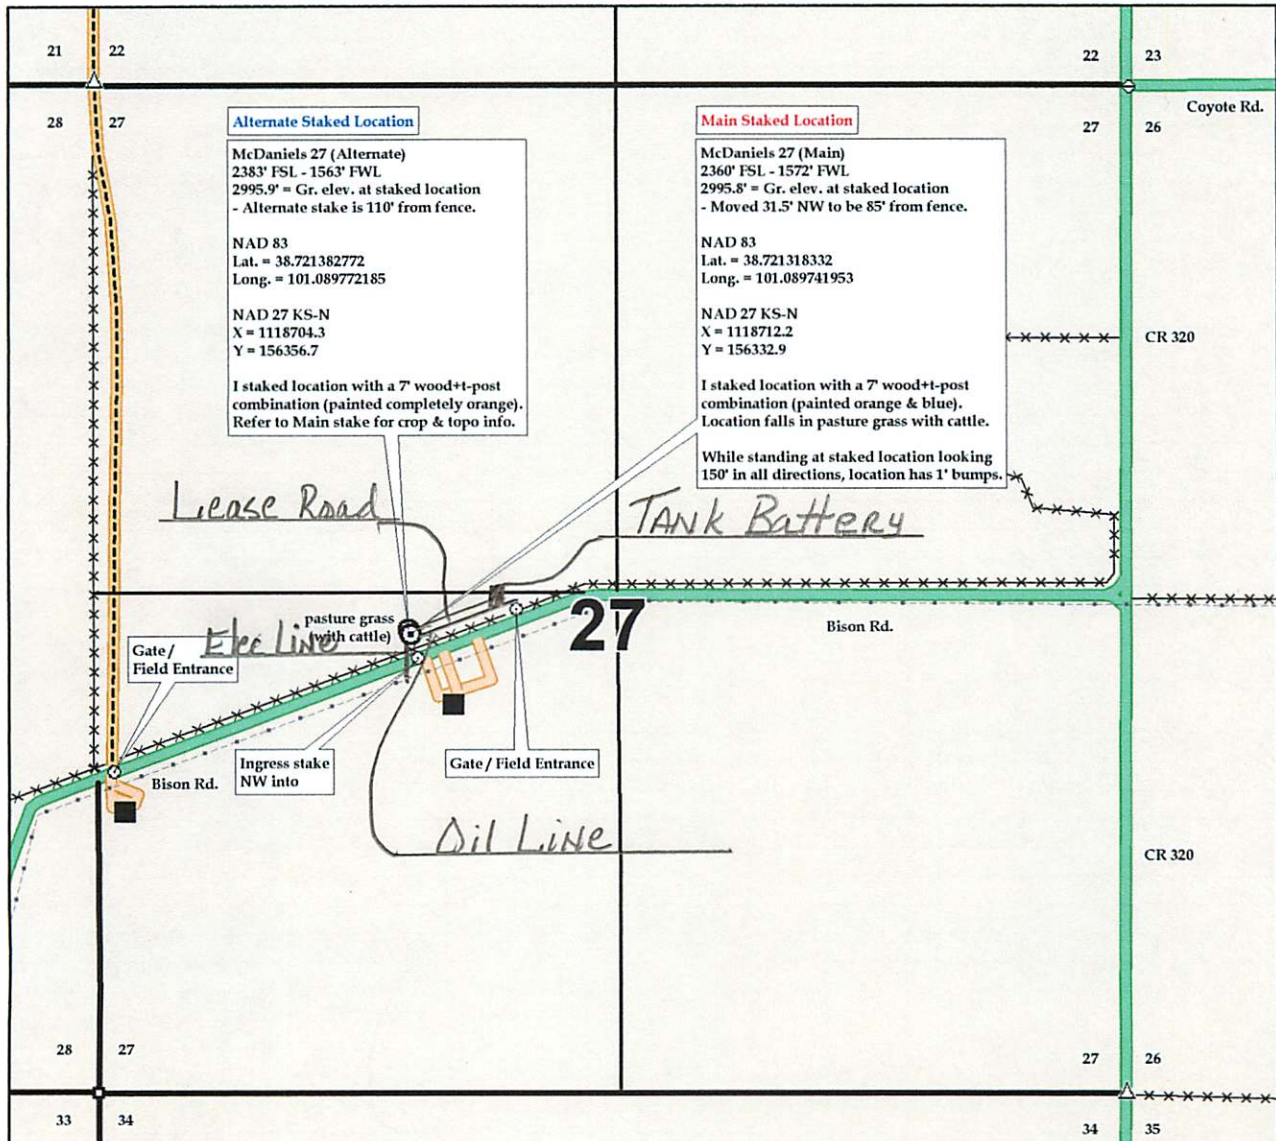 21 22
22 23
Coyote Rd.
28 27
27 26
Alternate Staked Location
McDaniels 27 (Alternate)
2383' FSL - 1563' FWL
2995.9' = Gr. elev. at staked location
- Alternate stake is 110' from fence.
NAD 83
Lat. = 38.721382772
Long. = 101.089772185
NAD 27 KS-N
X = 1118704.3
Y = 156356.7
I staked location with a 7' wood+t-post
combination (painted completely orange).
Refer to Main stake for crop & topo info.
Main Staked Location
McDaniels 27 (Main)
2360' FSL - 1572' FWL
2995.8' = Gr. elev. at staked location
- Moved 31.5' NW to be 85' from fence.
NAD 83
Lat. = 38.721318332
Long. = 101.089741953
NAD 27 KS-N
X = 1118712.2
Y = 156332.9
I staked location with a 7' wood+t-post
combination (painted orange & blue).
Location falls in pasture grass with cattle.
While standing at staked location looking
150' in all directions, location has 1' bumps.
CR 320
Lease Road
TANK Battery
pasture grass
(with cattle)
27
Bison Rd.
Elec Line
Gate /
Field Entrance
Ingress stake
NW into
Gate / Field Entrance
Bison Rd.
Oil Line
CR 320
28 27
27 26
33 34
34 35